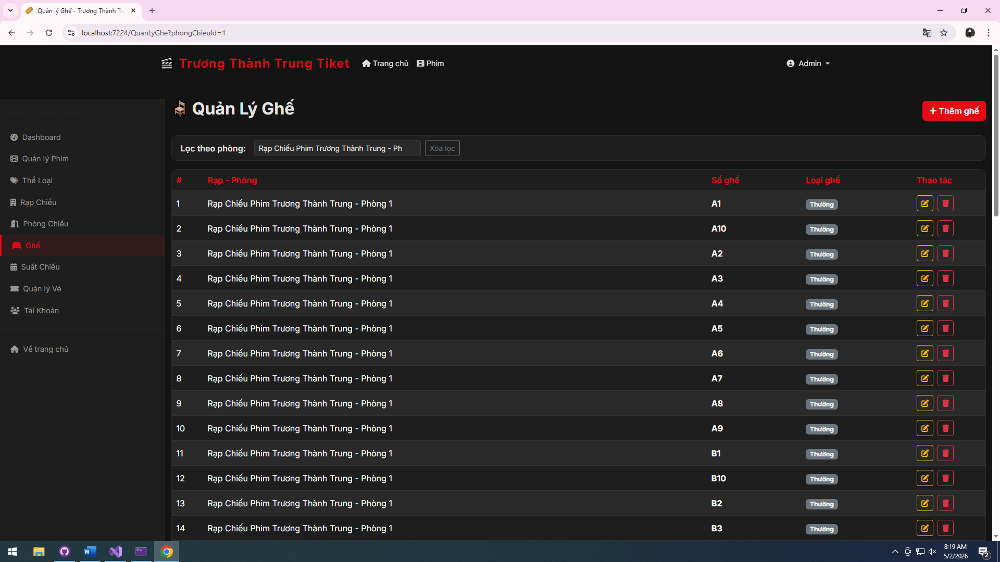 Quản lý Ghế - Trương Thành Tru
localhost:7224/QuanLyGhe?phongChieuId=1
Trương Thành Trung Tiket
Trang chủ
Phim
Admin
QUẢN TRỊ HỆ THỐNG
Dashboard
Quản lý Phim
Thể Loại
Rạp Chiếu
Phòng Chiếu
Ghế
Suất Chiếu
Quản lý Vé
Tài Khoản
Về trang chủ
Quản Lý Ghế
+ Thêm ghế
Lọc theo phòng: Rạp Chiếu Phim Trương Thành Trung - Ph Xóa lọc
# Rạp - Phòng Số ghế Loại ghế Thao tác
1 Rạp Chiếu Phim Trương Thành Trung - Phòng 1 A1 Thường
2 Rạp Chiếu Phim Trương Thành Trung - Phòng 1 A10 Thường
3 Rạp Chiếu Phim Trương Thành Trung - Phòng 1 A2 Thường
4 Rạp Chiếu Phim Trương Thành Trung - Phòng 1 A3 Thường
5 Rạp Chiếu Phim Trương Thành Trung - Phòng 1 A4 Thường
6 Rạp Chiếu Phim Trương Thành Trung - Phòng 1 A5 Thường
7 Rạp Chiếu Phim Trương Thành Trung - Phòng 1 A6 Thường
8 Rạp Chiếu Phim Trương Thành Trung - Phòng 1 A7 Thường
9 Rạp Chiếu Phim Trương Thành Trung - Phòng 1 A8 Thường
10 Rạp Chiếu Phim Trương Thành Trung - Phòng 1 A9 Thường
11 Rạp Chiếu Phim Trương Thành Trung - Phòng 1 B1 Thường
12 Rạp Chiếu Phim Trương Thành Trung - Phòng 1 B10 Thường
13 Rạp Chiếu Phim Trương Thành Trung - Phòng 1 B2 Thường
14 Rạp Chiếu Phim Trương Thành Trung - Phòng 1 B3 Thường
8:19 AM
5/2/2026
2